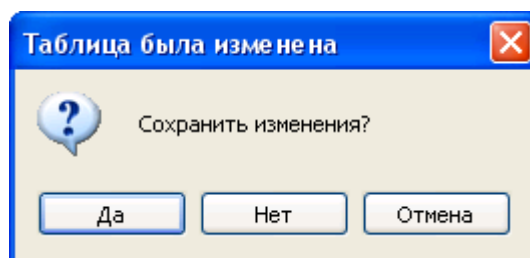 Таблица была изменена
Сохранить изменения?
Да Нет Отмена